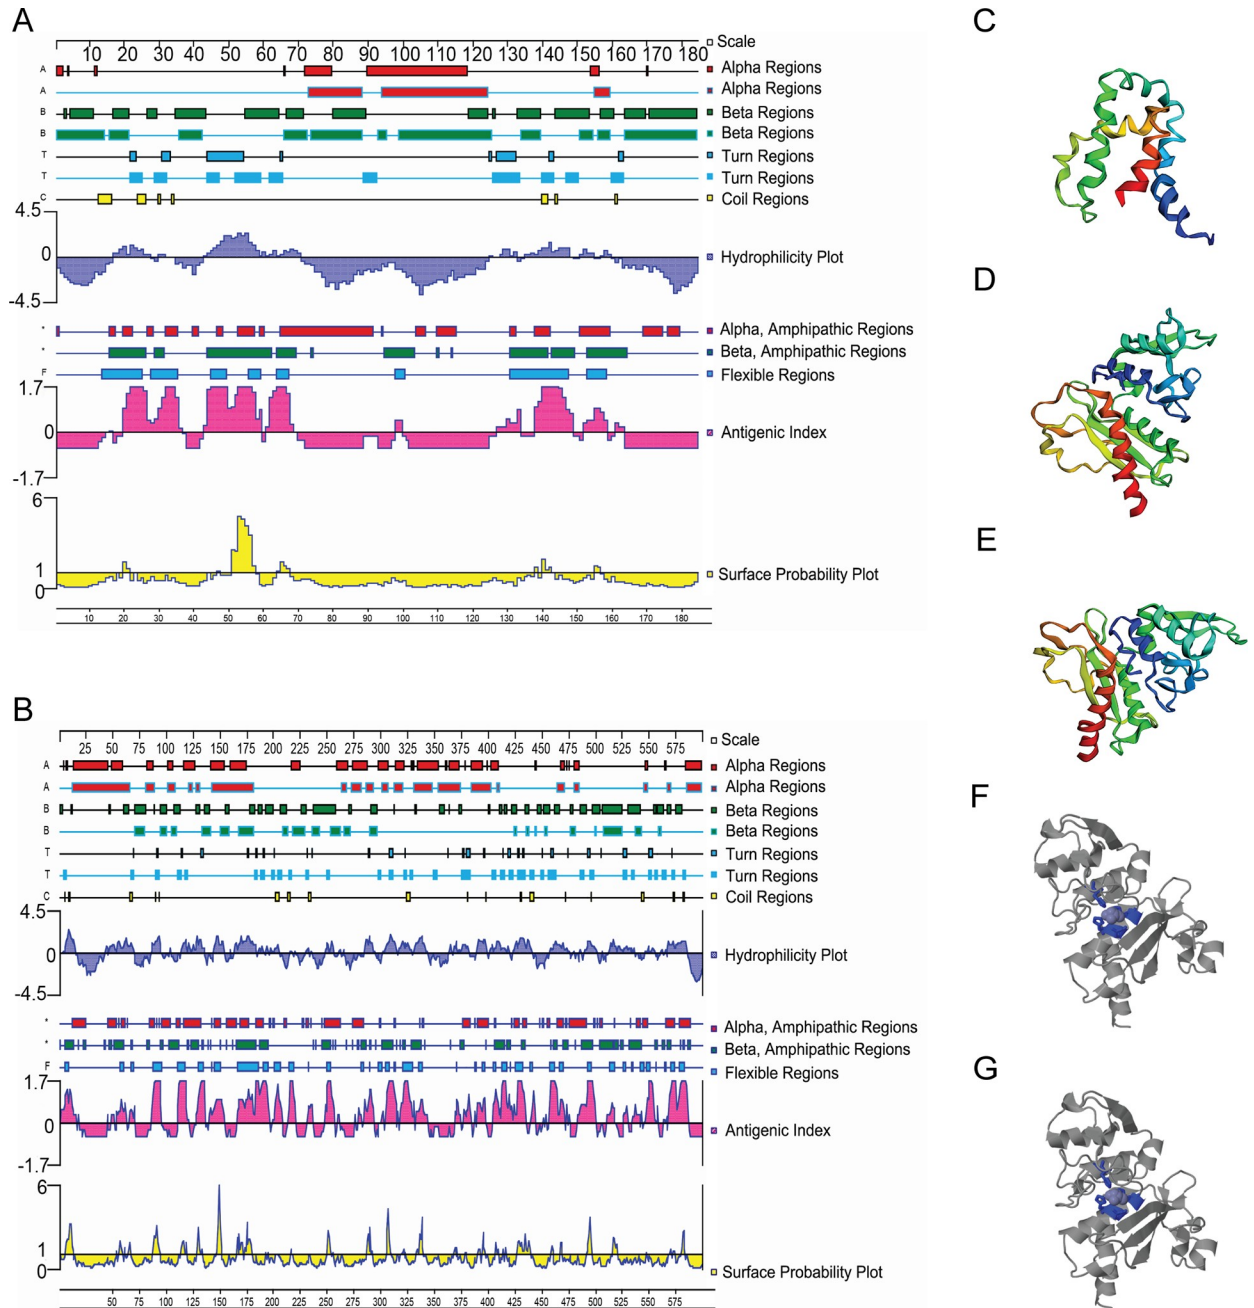 A
10 20 30 40 50 60 70 80 90 100 110 120 130 140 150 160 170 180 Scale
A Alpha Regions
A Alpha Regions
B Beta Regions
B Beta Regions
T Turn Regions
T Turn Regions
C Coil Regions
4.5
0 Hydrophilicity Plot
-4.5
* Alpha, Amphipathic Regions
* Beta, Amphipathic Regions
F Flexible Regions
1.7
0 Antigenic Index
-1.7
6
1 Surface Probability Plot
0
10 20 30 40 50 60 70 80 90 100 110 120 130 140 150 160 170 180
B
25 50 75 100 125 150 175 200 225 250 275 300 325 350 375 400 425 450 475 500 525 550 575 Scale
A Alpha Regions
A Alpha Regions
B Beta Regions
B Beta Regions
T Turn Regions
T Turn Regions
C Coil Regions
4.5
0 Hydrophilicity Plot
-4.5
* Alpha, Amphipathic Regions
* Beta, Amphipathic Regions
F Flexible Regions
1.7
0 Antigenic Index
-1.7
6
1
0 Surface Probability Plot
50 75 100 125 150 175 200 225 250 275 300 325 350 375 400 425 450 475 500 525 550 575
C
D
E
F
G